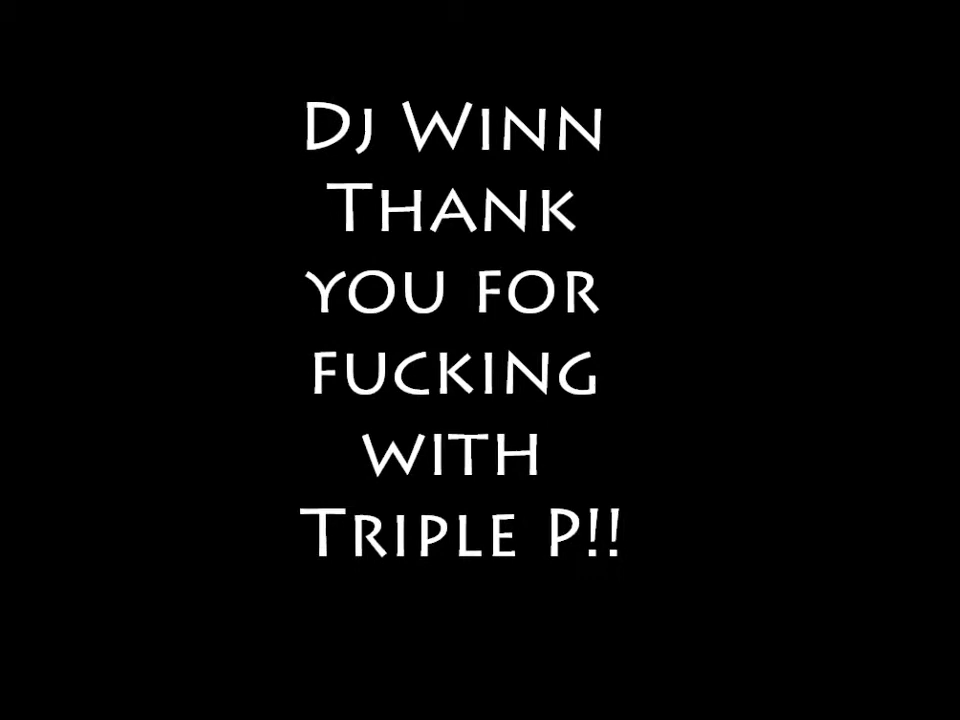 DJ WINN
THANK
YOU FOR
FUCKING
WITH
TRIPLE P!!